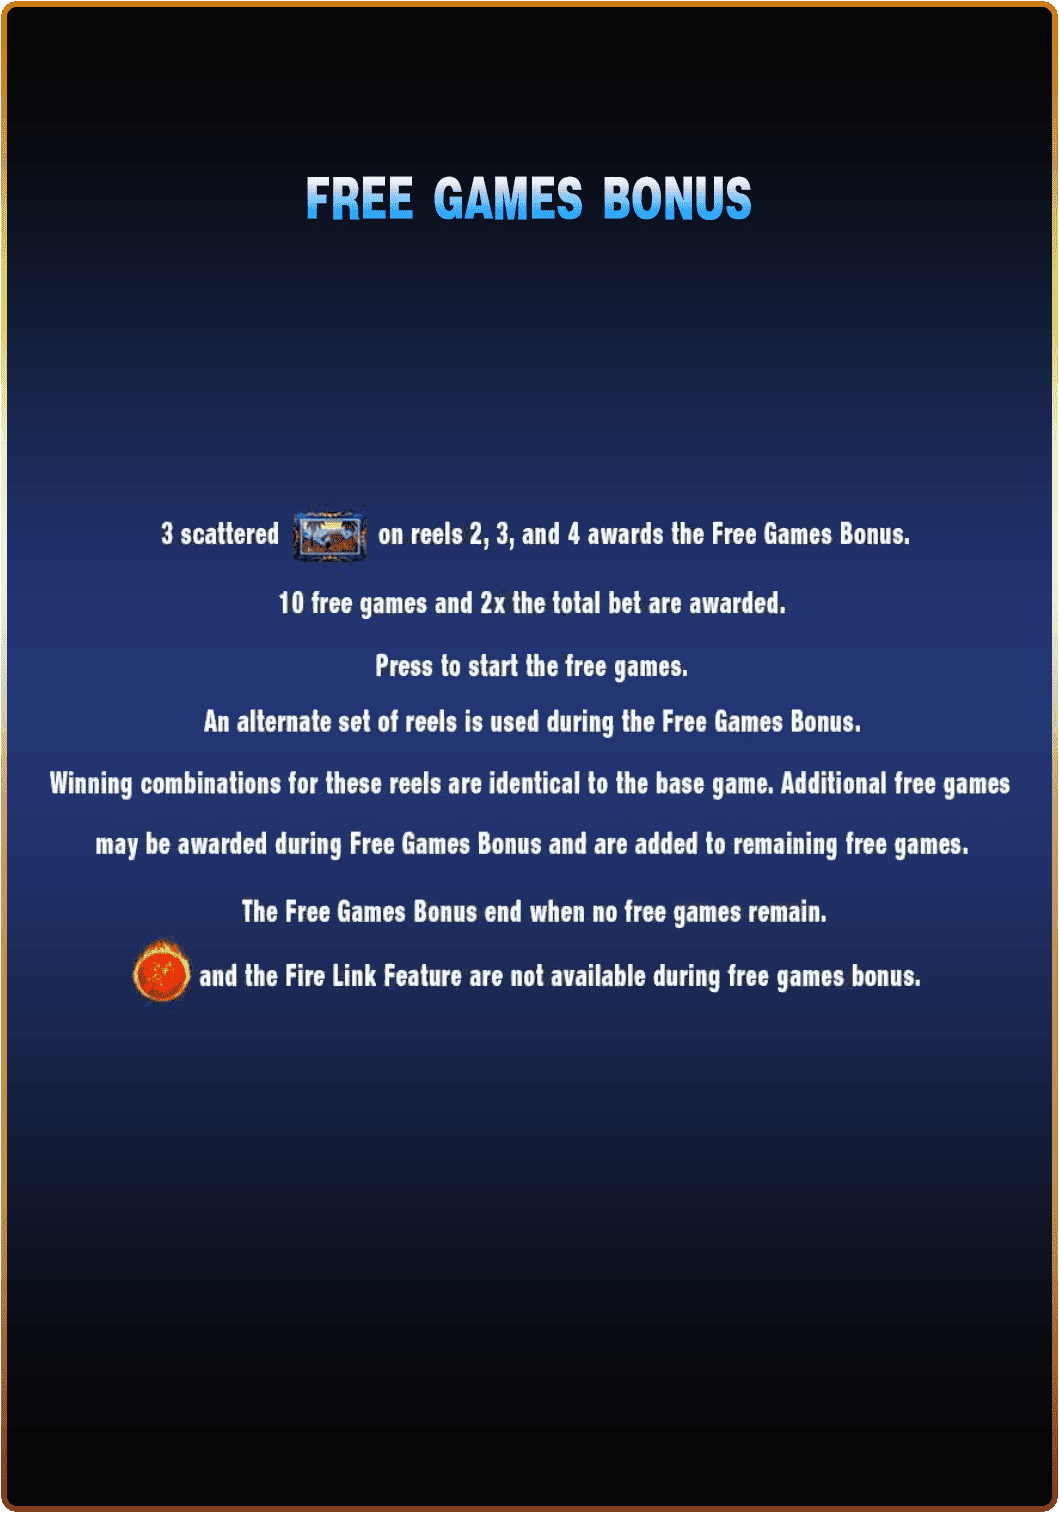 FREE GAMES BONUS
3 scattered on reels 2, 3, and 4 awards the Free Games Bonus.
10 free games and 2x the total bet are awarded.
Press to start the free games.
An alternate set of reels is used during the Free Games Bonus.
Winning combinations for these reels are identical to the base game. Additional free games
may be awarded during Free Games Bonus and are added to remaining free games.
The Free Games Bonus end when no free games remain.
and the Fire Link Feature are not available during free games bonus.